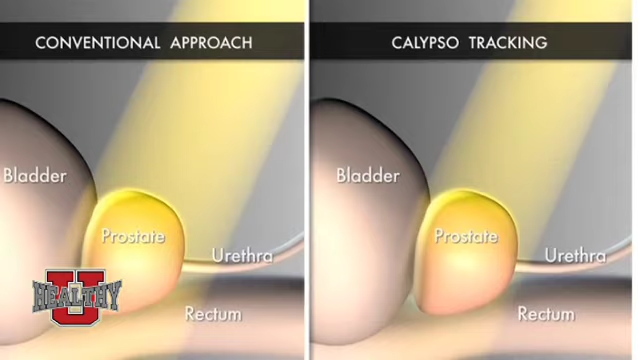 CONVENTIONAL APPROACH
Bladder
Prostate
Urethra
Rectum
U
HEALTHY
CALYPSO TRACKING
Bladder
Prostate
Urethra
Rectum